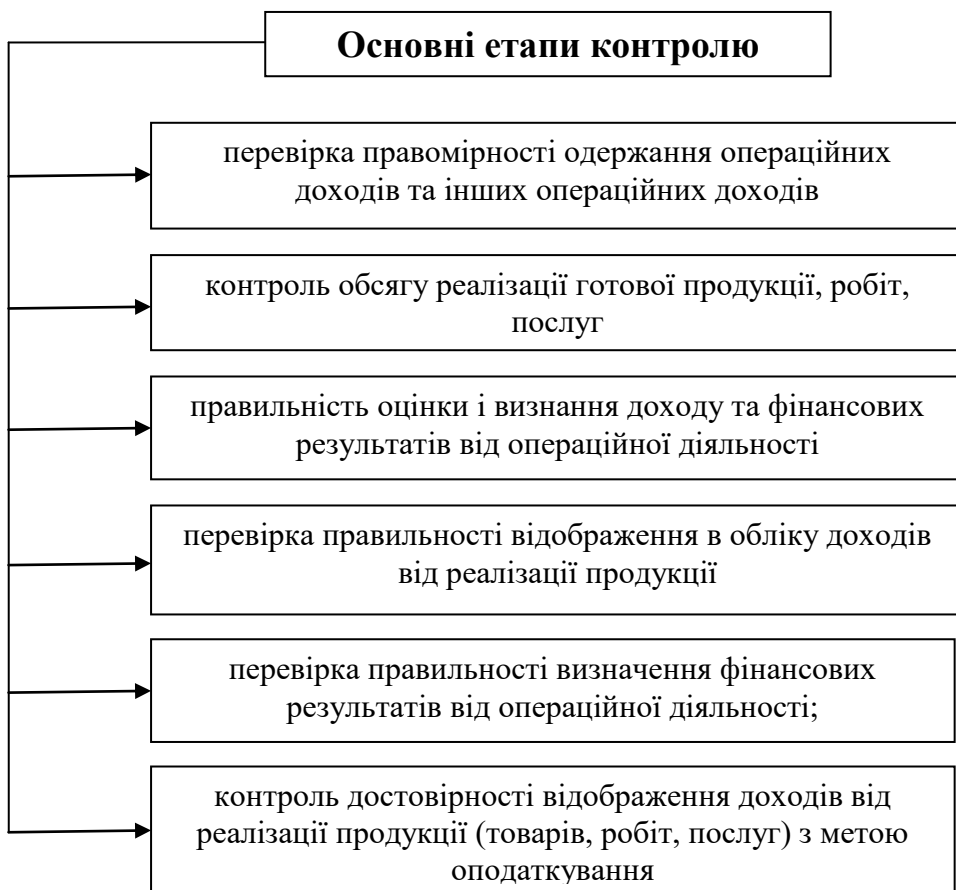 Основні етапи контролю
перевірка правомірності одержання операційних
доходів та інших операційних доходів
контроль обсягу реалізації готової продукції, робіт,
послуг
правильність оцінки і визнання доходу та фінансових
результатів від операційної діяльності
перевірка правильності відображення в обліку доходів
від реалізації продукції
перевірка правильності визначення фінансових
результатів від операційної діяльності;
контроль достовірності відображення доходів від
реалізації продукції (товарів, робіт, послуг) з метою
оподаткування